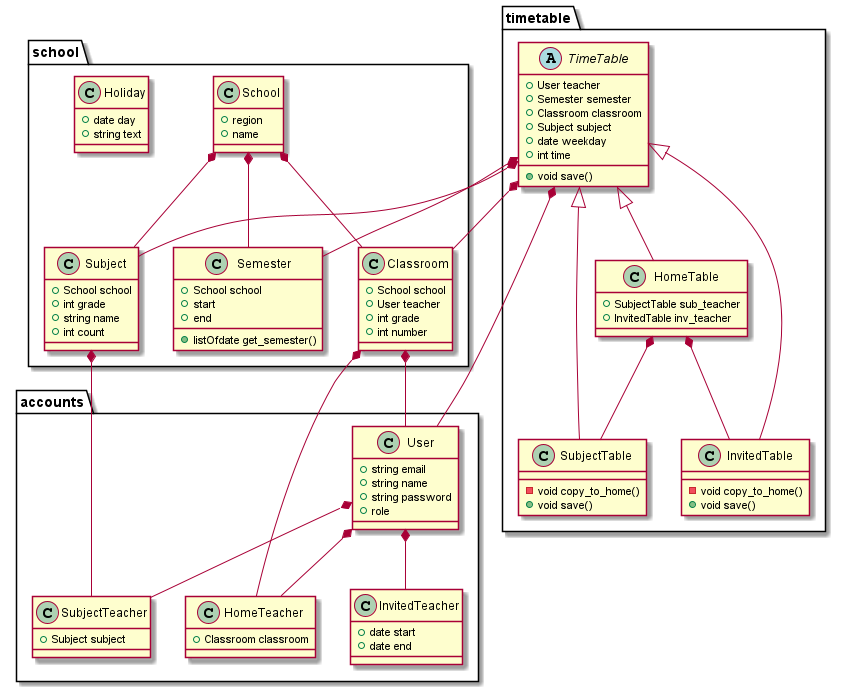 school
C Holiday
date day
string text
C School
region
name
C Subject
School school
int grade
string name
int count
C Semester
School school
start
end
listOfdate get_semester()
C Classroom
School school
User teacher
int grade
int number
timetable
A TimeTable
User teacher
Semester semester
Classroom classroom
Subject subject
date weekday
int time
void save()
C HomeTable
SubjectTable sub_teacher
InvitedTable inv_teacher
C SubjectTable
void copy_to_home()
void save()
C InvitedTable
void copy_to_home()
void save()
accounts
C User
string email
string name
string password
role
C SubjectTeacher
Subject subject
C HomeTeacher
Classroom classroom
C InvitedTeacher
date start
date end